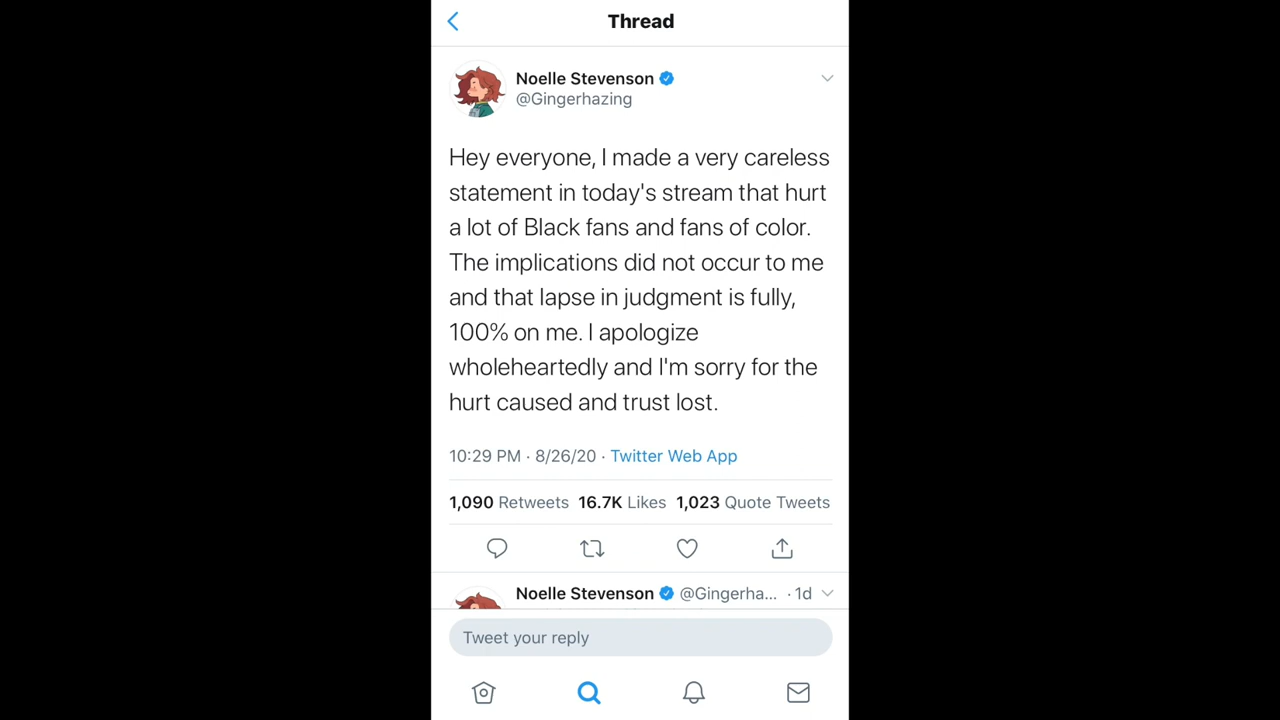 Thread
Noelle Stevenson
@Gingerhazing
Hey everyone, I made a very careless
statement in today's stream that hurt
a lot of Black fans and fans of color.
The implications did not occur to me
and that lapse in judgment is fully,
100% on me. I apologize
wholeheartedly and I'm sorry for the
hurt caused and trust lost.
10:29 PM · 8/26/20 · Twitter Web App
1,090 Retweets 16.7K Likes 1,023 Quote Tweets
Noelle Stevenson @Gingerha... · 1d
Tweet your reply